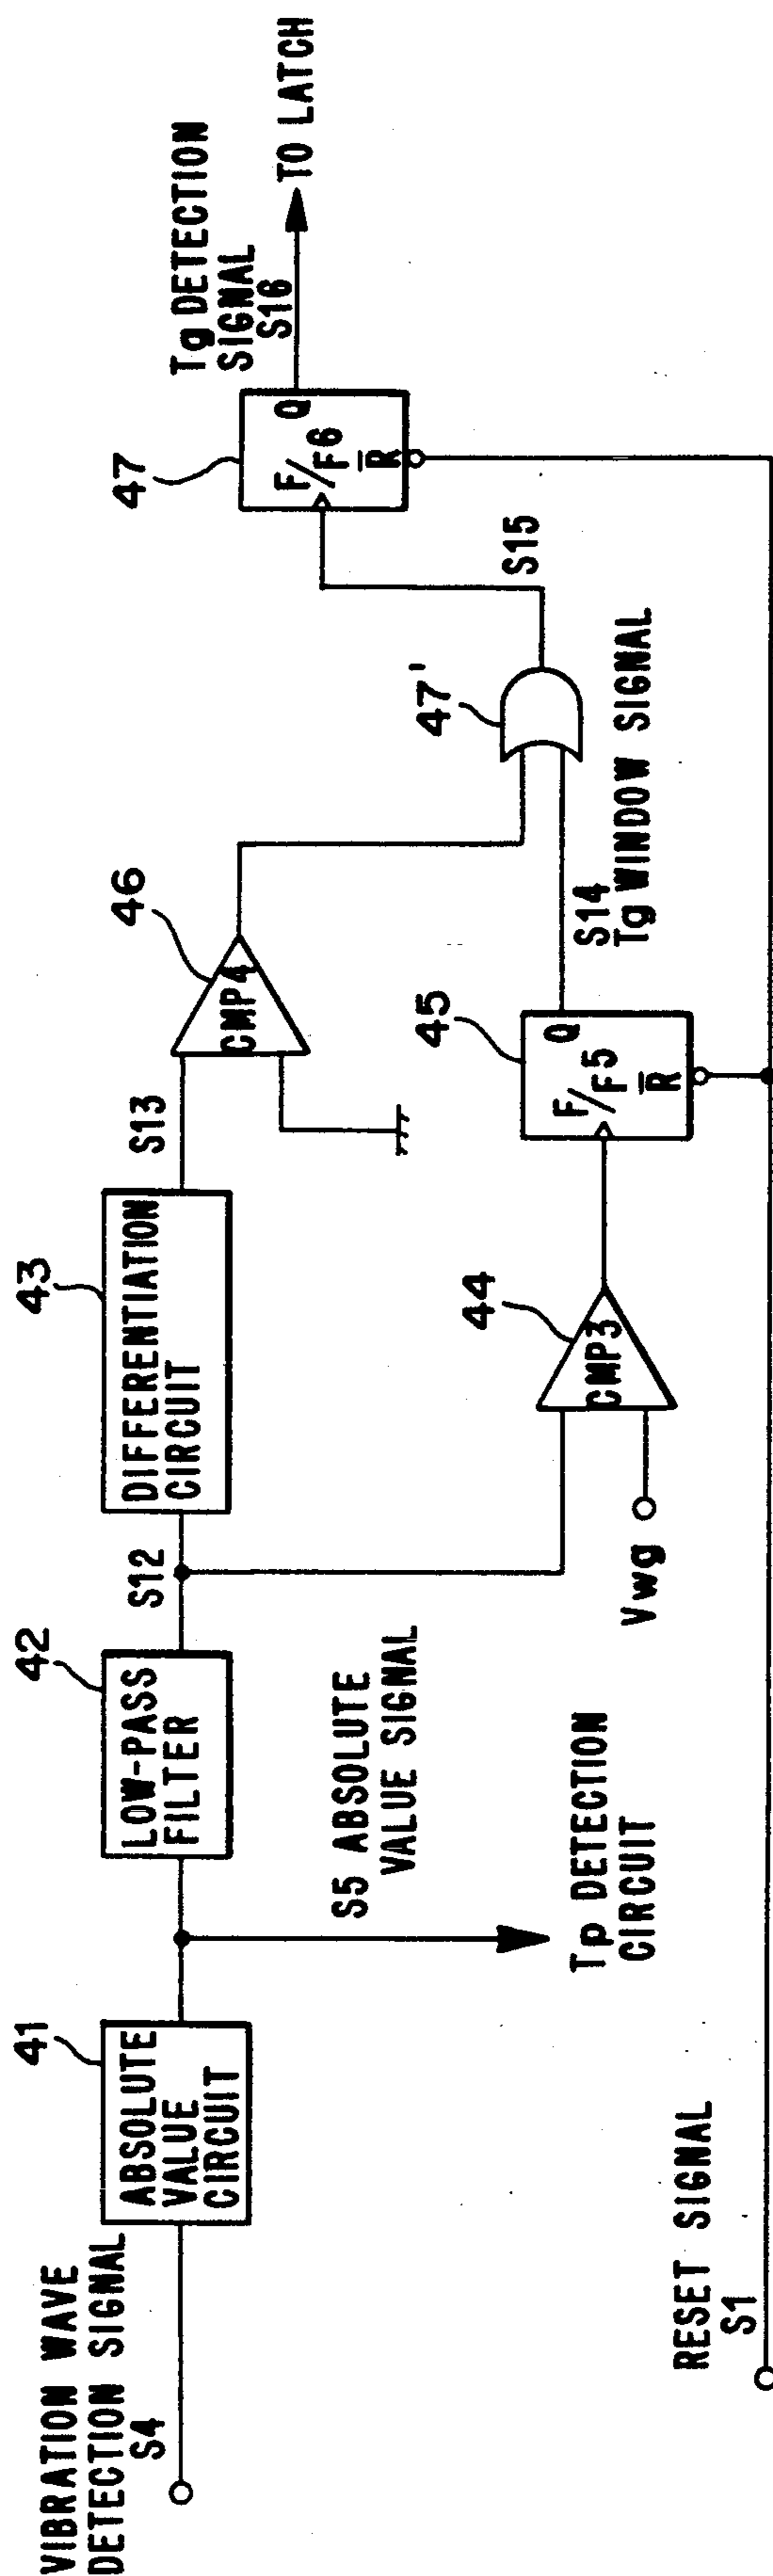 VIBRATION WAVE
DETECTION SIGNAL
S4
41
ABSOLUTE
VALUE
CIRCUIT
S5 ABSOLUTE
VALUE SIGNAL
Tp DETECTION
CIRCUIT
42
LOW-PASS
FILTER
S12
43
DIFFERENTIATION
CIRCUIT
S13
46
CMP4
44
CMP3
Vwg
45
F/F5
Q
R̅
S14
Tg WINDOW SIGNAL
47'
S15
47
F/F6
Q
R̅
Tg DETECTION
SIGNAL
S16
TO LATCH
RESET SIGNAL
S1